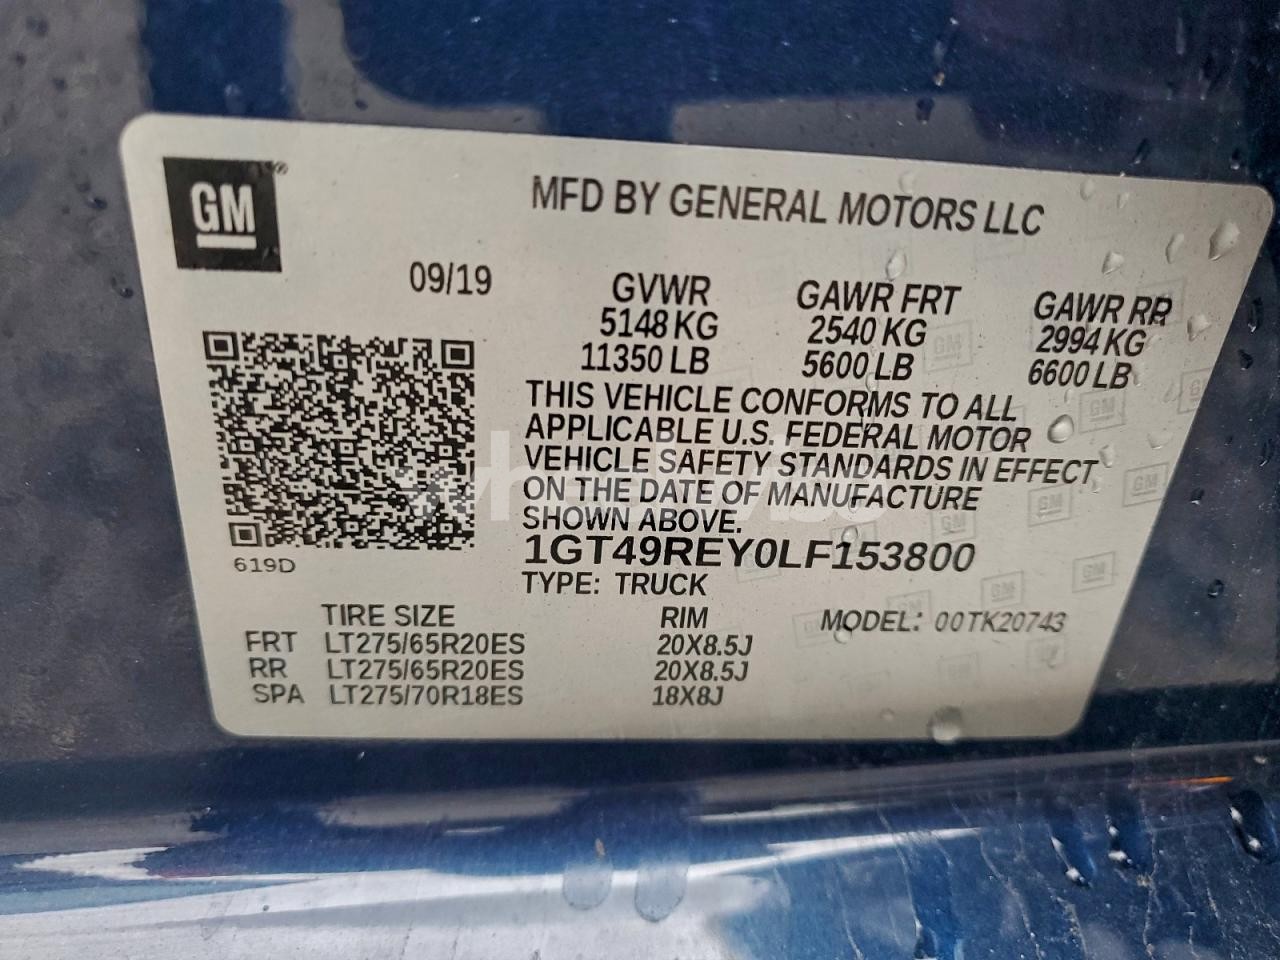 GM
MFD BY GENERAL MOTORS LLC
09/19
GVWR GAWR FRT GAWR RR
5148 KG 2540 KG 2994 KG
11350 LB 5600 LB 6600 LB
THIS VEHICLE CONFORMS TO ALL
APPLICABLE U.S. FEDERAL MOTOR
VEHICLE SAFETY STANDARDS IN EFFECT
ON THE DATE OF MANUFACTURE
SHOWN ABOVE.
619D
1GT49REY0LF153800
TYPE: TRUCK
TIRE SIZE RIM MODEL: 00TK20743
FRT LT275/65R20ES 20X8.5J
RR LT275/65R20ES 20X8.5J
SPA LT275/70R18ES 18X8J